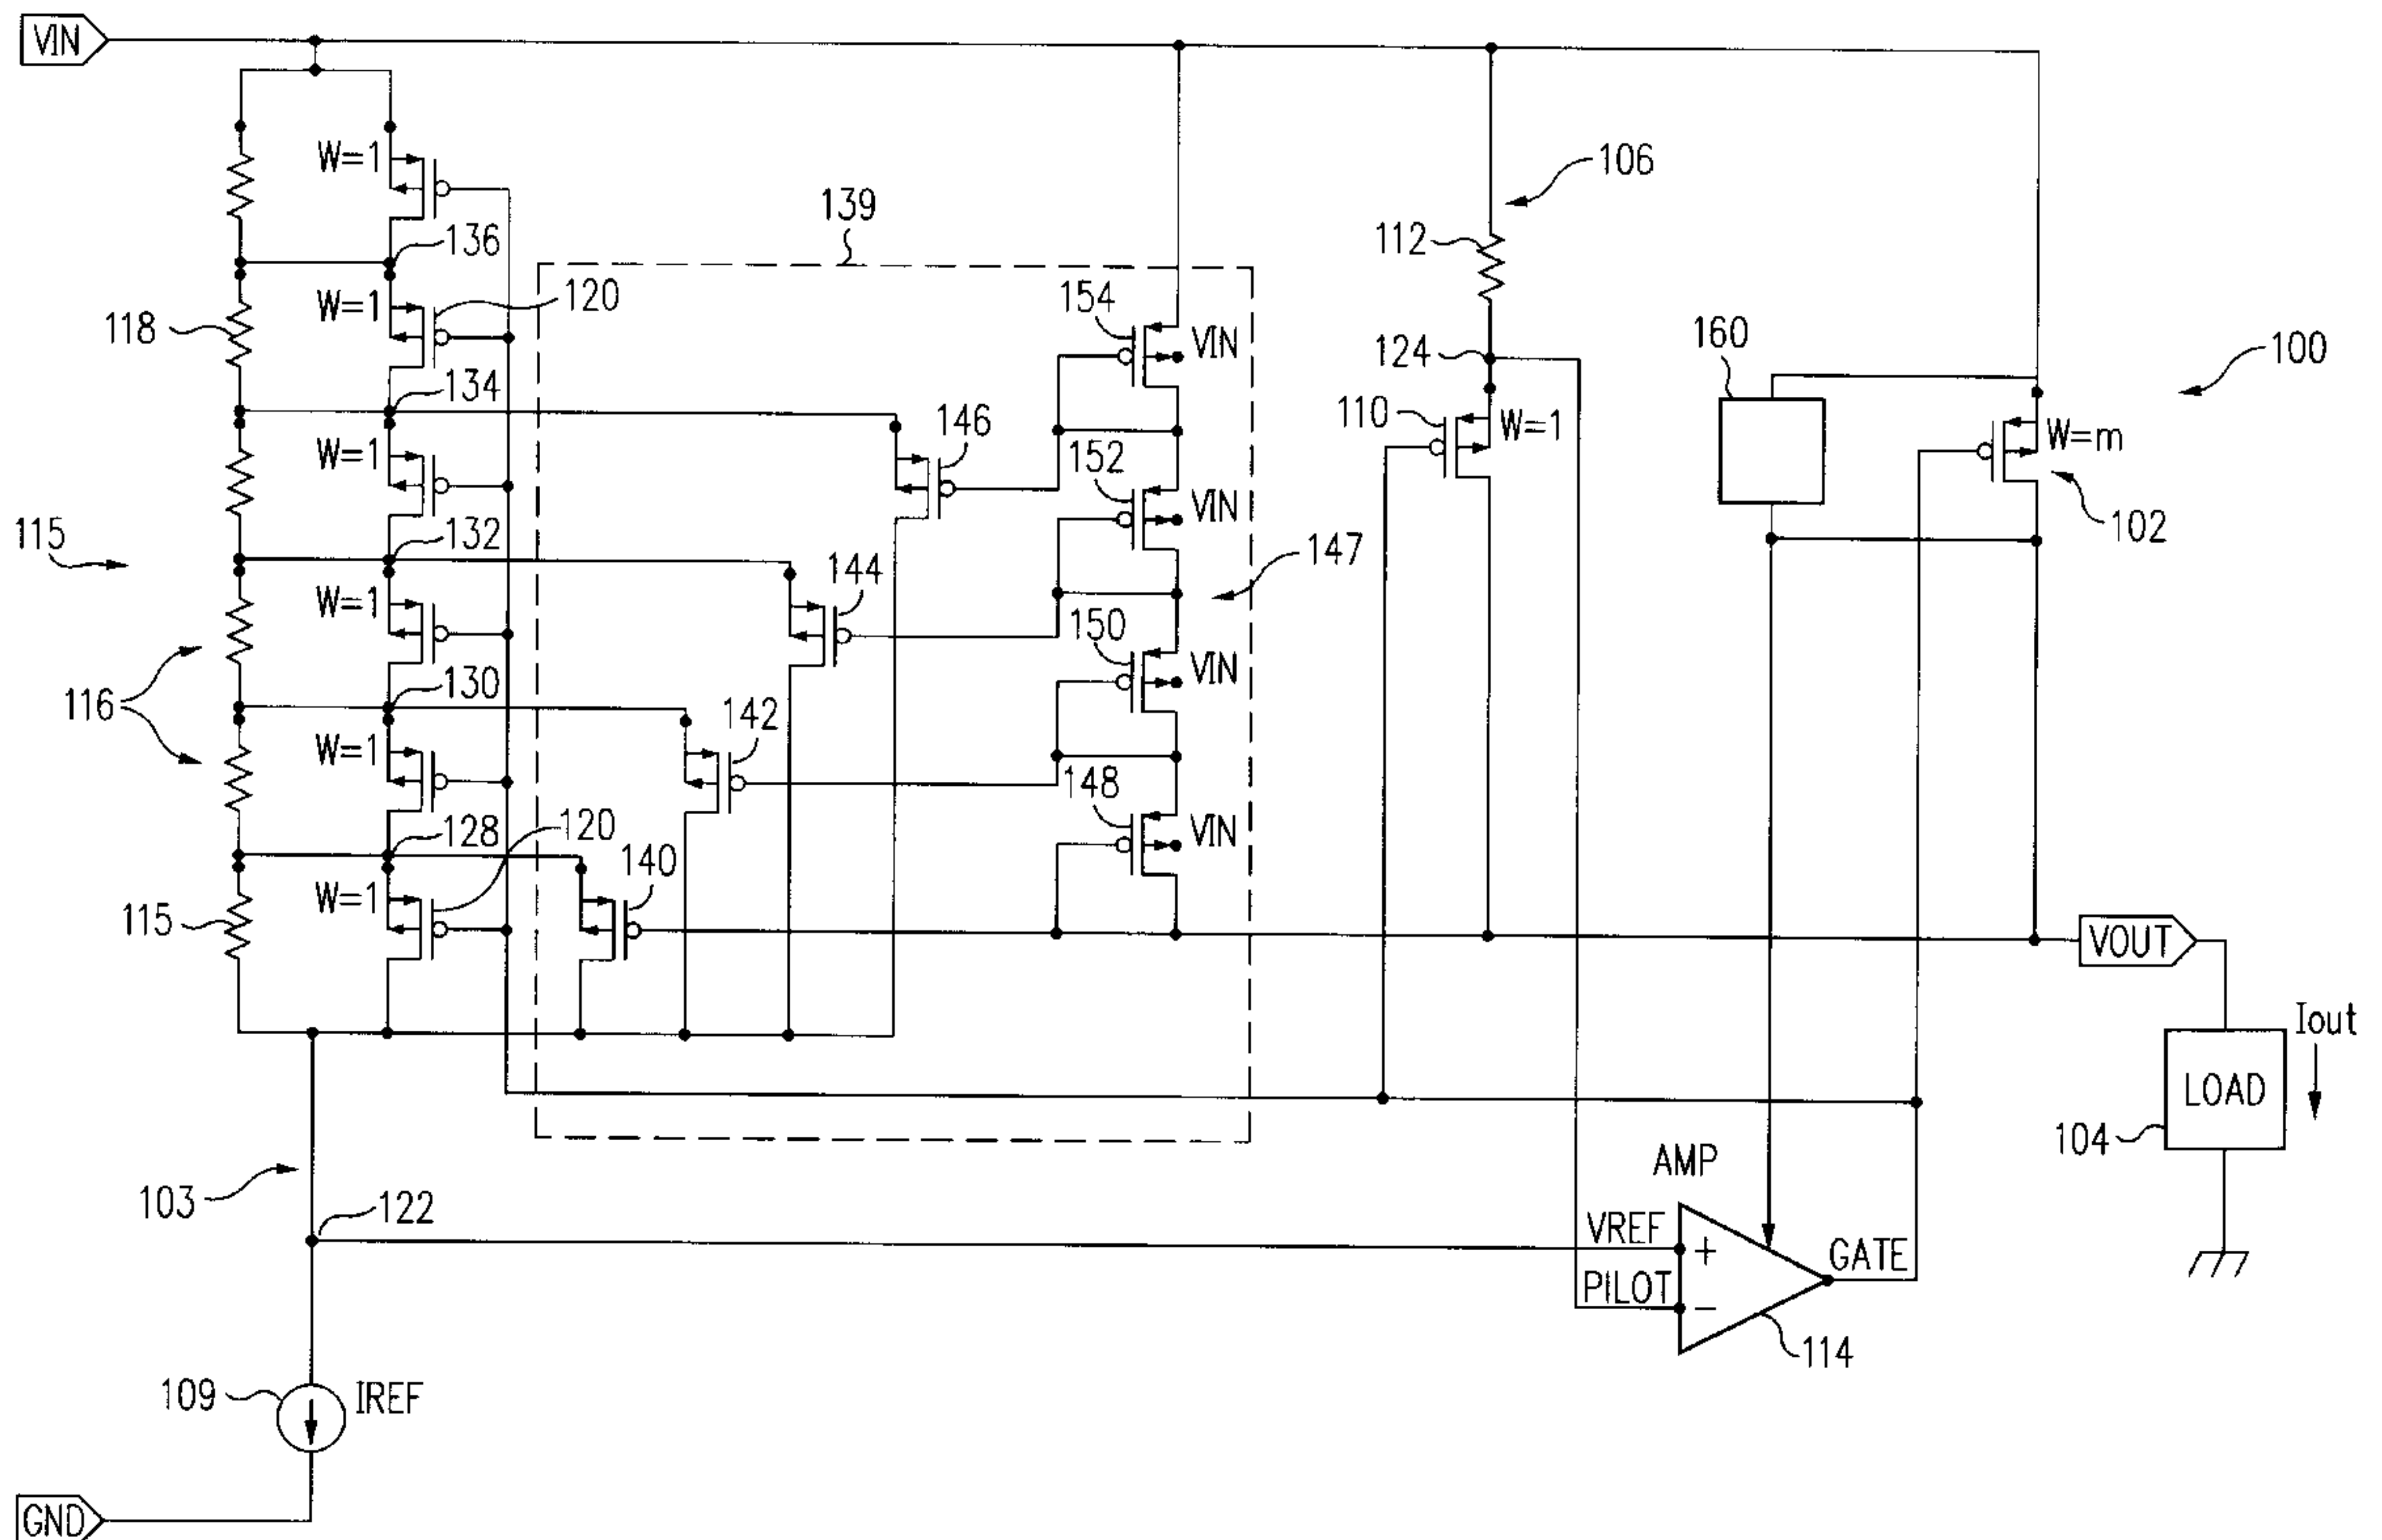 VIN
W=1
136
W=1
120
118
134
W=1
132
115
W=1
130
116
W=1
128
120
W=1
115
139
154
VIN
146
152
VIN
144
147
150
VIN
142
148
VIN
140
106
112
124
110
W=1
160
100
W=m
102
VOUT
Iout
LOAD
104
103
122
AMP
VREF
+
PILOT
−
GATE
114
109
IREF
GND